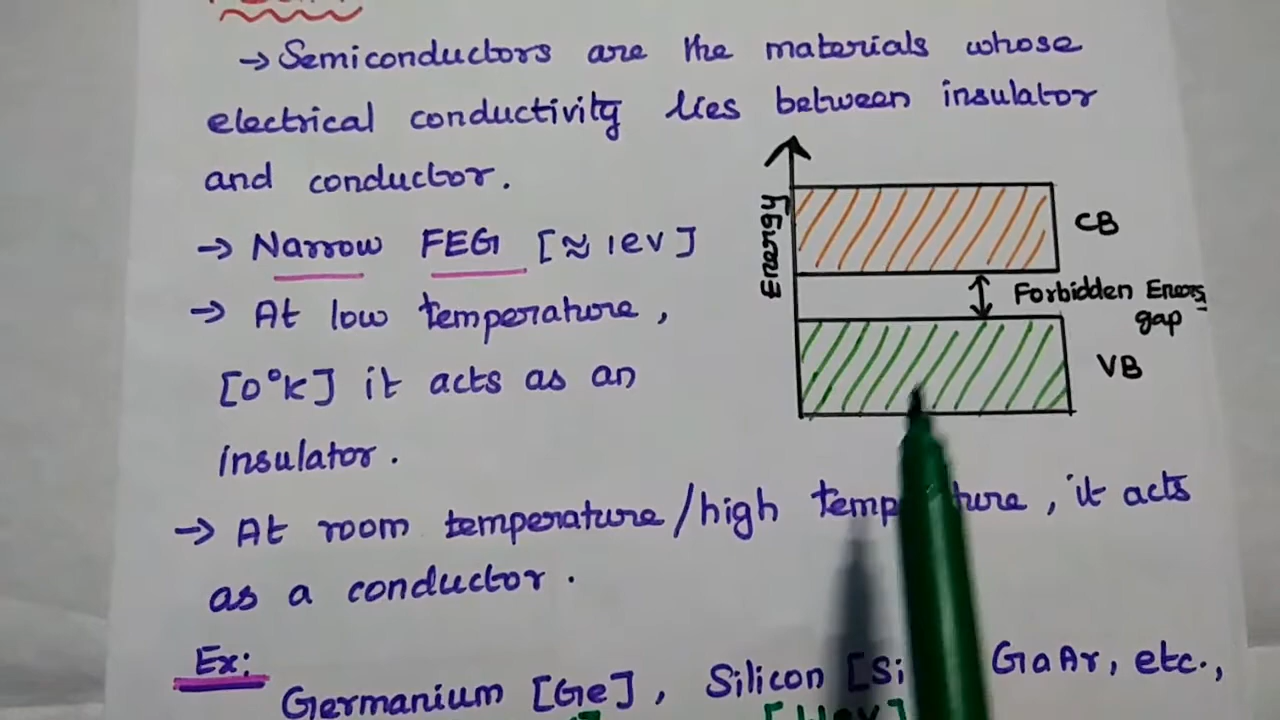 → Semiconductors are the materials whose
electrical conductivity lies between insulator
and conductor.
→ Narrow FEG [≈ 1eV]
→ At low temperature,
[0°K] it acts as an
insulator.
Energy
CB
Forbidden Energy
gap
VB
→ At room temperature/high temperature, it acts
as a conductor.
Ex:
Germanium [Ge], Silicon [Si GaAr, etc.,